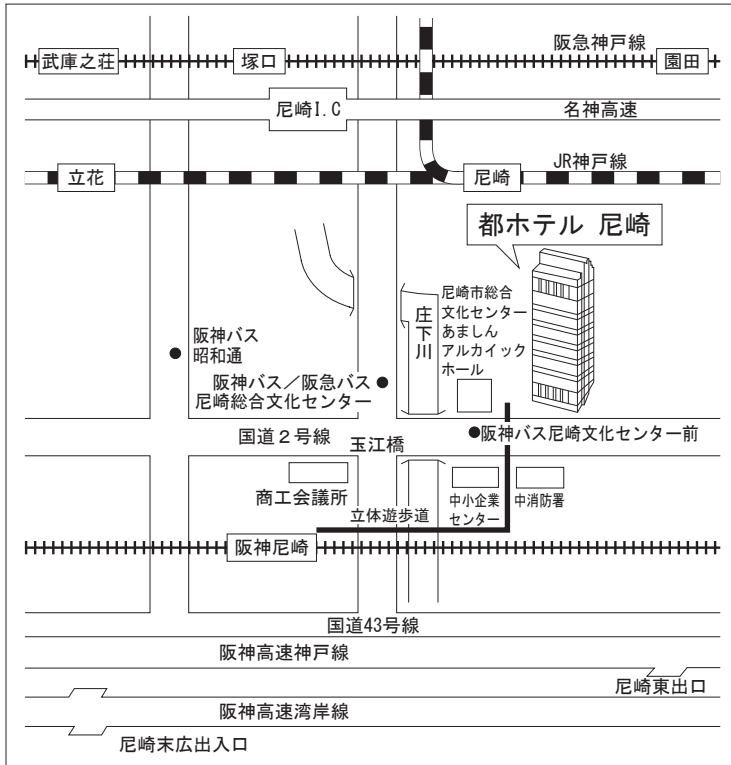 阪急神戸線
武庫之荘
塚口
園田
尼崎I.C
名神高速
JR神戸線
立花
尼崎
都ホテル 尼崎
尼崎市総合
文化センター
あましん
アルカイック
ホール
庄下川
阪神バス
昭和通
阪神バス／阪急バス
尼崎総合文化センター
国道２号線
玉江橋
阪神バス尼崎文化センター前
商工会議所
中小企業
センター
中消防署
立体遊歩道
阪神尼崎
国道43号線
阪神高速神戸線
尼崎東出口
阪神高速湾岸線
尼崎末広出入口